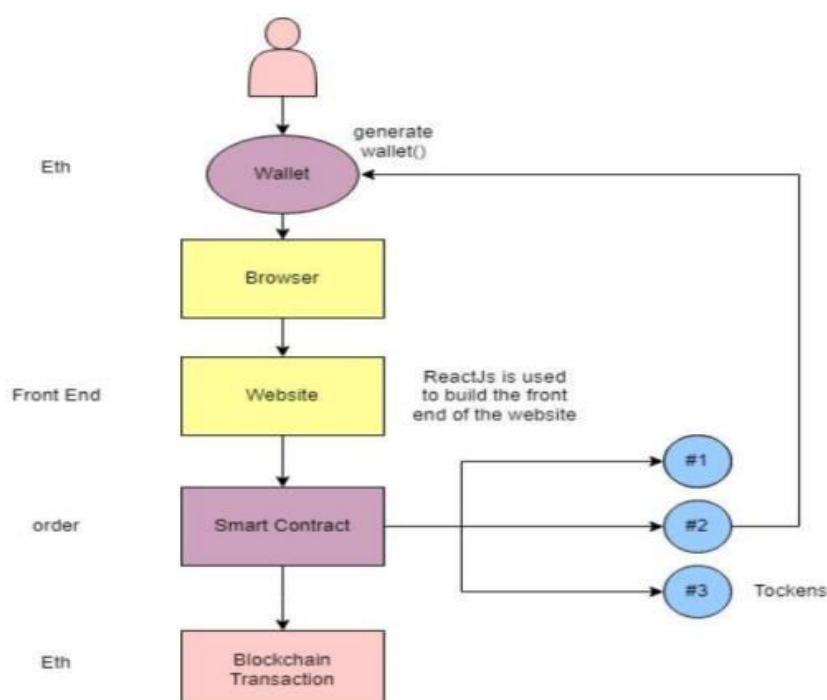 generate
wallet()
Eth
Wallet
Browser
Front End
Website
ReactJs is used
to build the front
end of the website
#1
order
Smart Contract
#2
#3
Tockens
Eth
Blockchain
Transaction